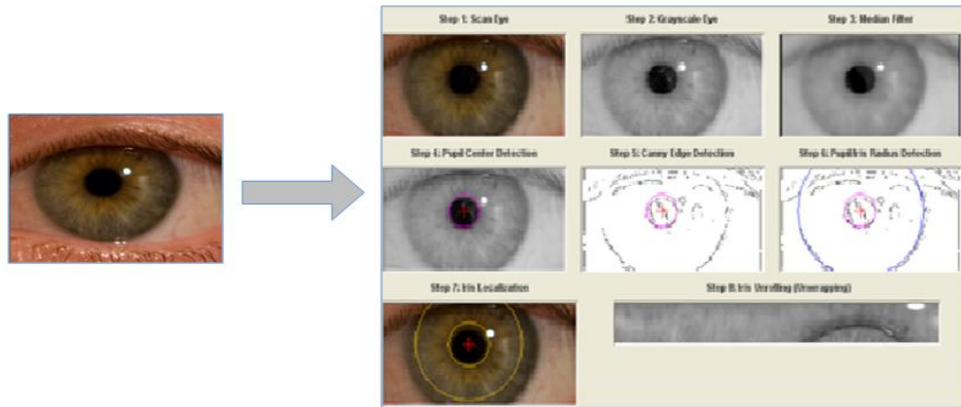 Step 1: Scan Eye
Step 2: Grayscale Eye
Step 3: Median Filter
Step 4: Pupil Center Detection
Step 5: Canny Edge Detection
Step 6: Pupil/Iris Radius Detection
Step 7: Iris Localization
Step 8: Iris Unrolling (Unwrapping)